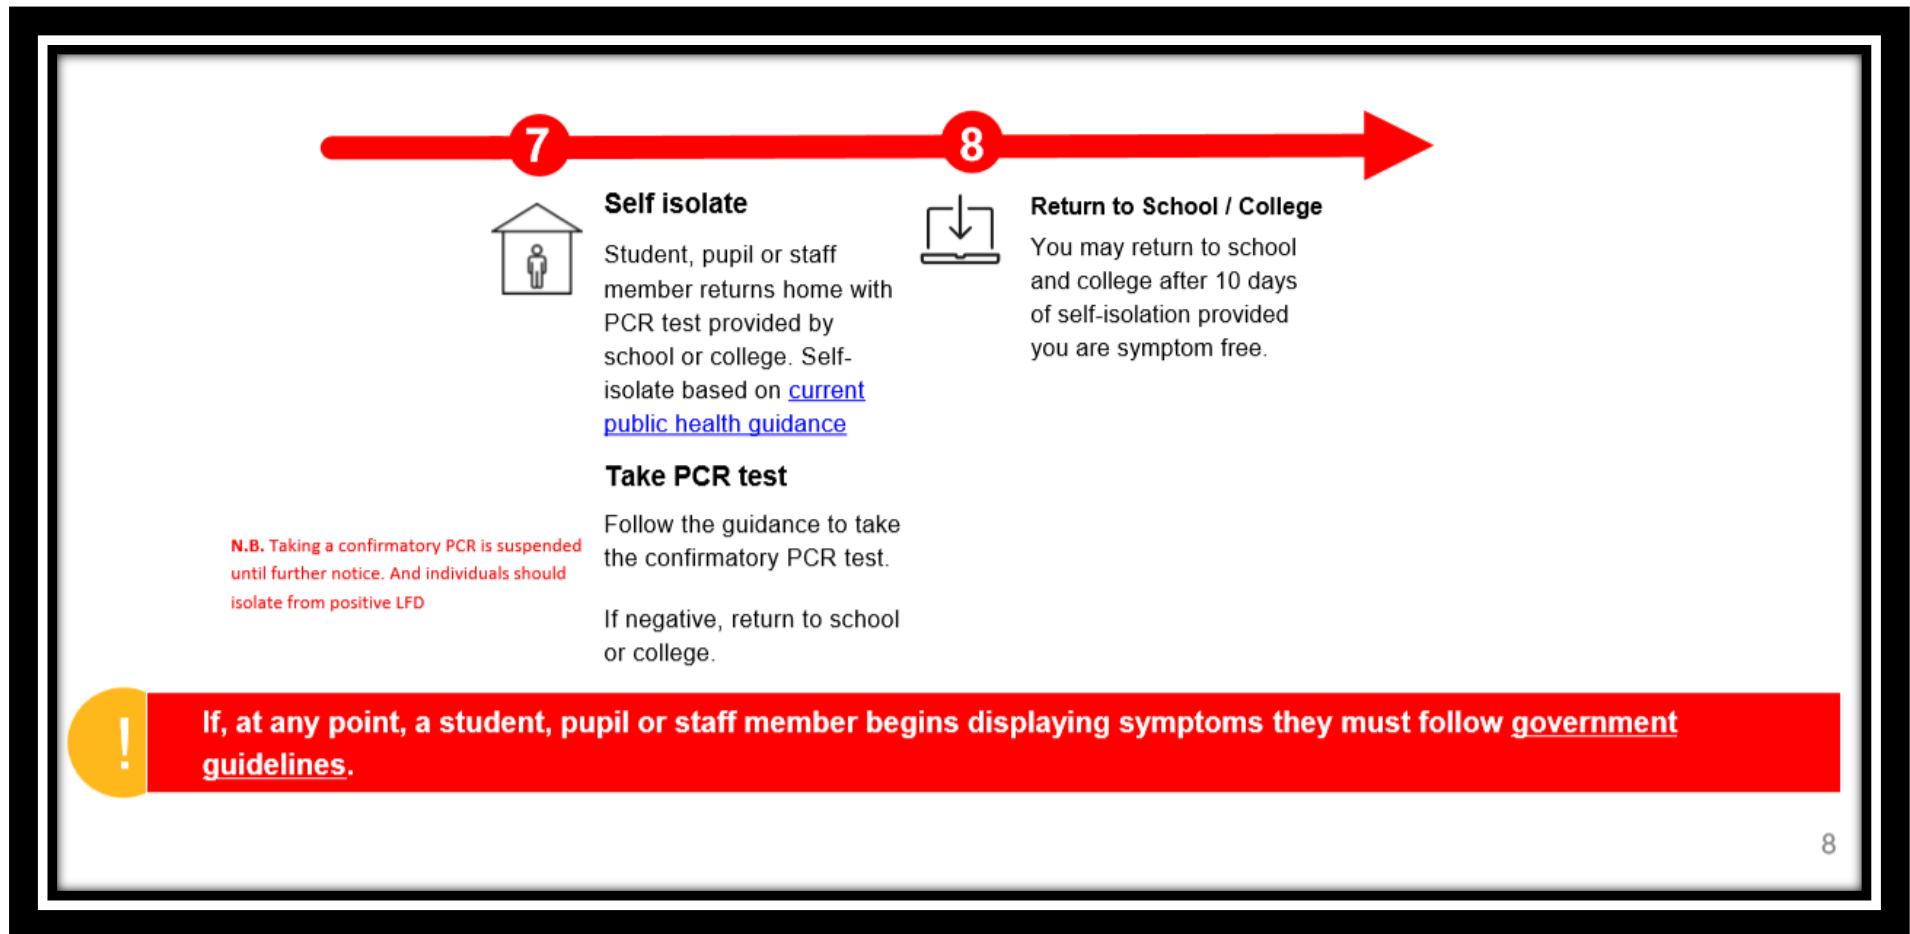 7
8
Self isolate
Student, pupil or staff
member returns home with
PCR test provided by
school or college. Self-
isolate based on current
public health guidance
Take PCR test
Follow the guidance to take
the confirmatory PCR test.
If negative, return to school
or college.
Return to School / College
You may return to school
and college after 10 days
of self-isolation provided
you are symptom free.
N.B. Taking a confirmatory PCR is suspended
until further notice. And individuals should
isolate from positive LFD
!
If, at any point, a student, pupil or staff member begins displaying symptoms they must follow government
guidelines.
8